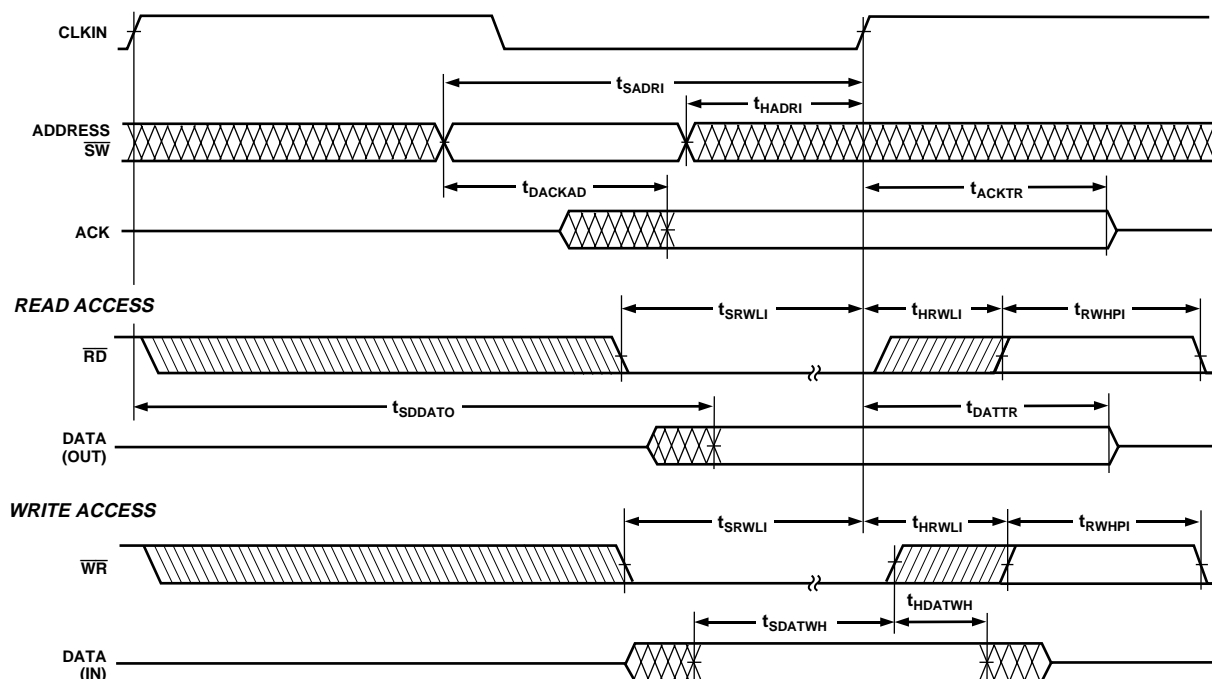 CLKIN
tSADRI
tHADRI
ADDRESS
SW
tDACKAD
tACKTR
ACK
READ ACCESS
tSRWLI
tHRWLI
tRWHPI
RD
tSDDATO
tDATTR
DATA
(OUT)
WRITE ACCESS
tSRWLI
tHRWLI
tRWHPI
WR
tHDATWH
tSDATWH
DATA
(IN)